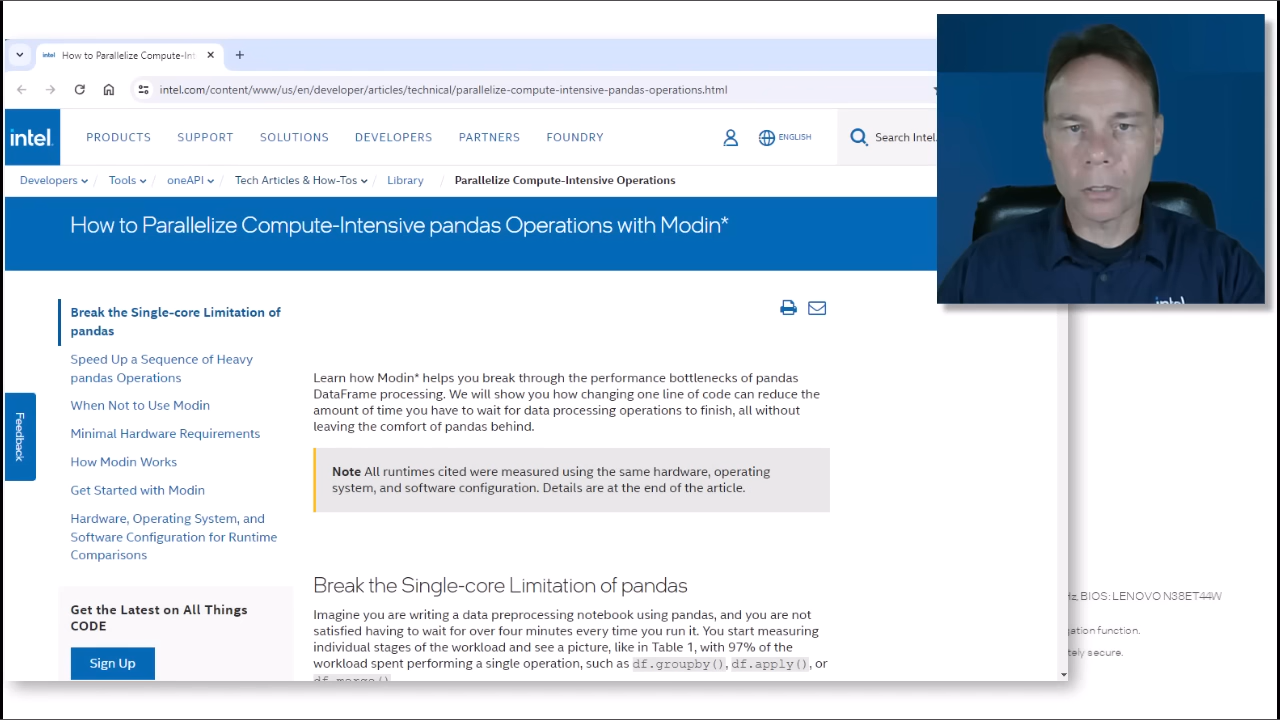 How to Parallelize Compute-Int
intel.com/content/www/us/en/developer/articles/technical/parallelize-compute-intensive-pandas-operations.html
intel.
PRODUCTS SUPPORT SOLUTIONS DEVELOPERS PARTNERS FOUNDRY
ENGLISH
Search Intel.
Developers / Tools / oneAPI / Tech Articles & How-Tos / Library / Parallelize Compute-Intensive Operations
How to Parallelize Compute-Intensive pandas Operations with Modin*
Break the Single-core Limitation of
pandas
Speed Up a Sequence of Heavy
pandas Operations
When Not to Use Modin
Minimal Hardware Requirements
How Modin Works
Get Started with Modin
Hardware, Operating System, and
Software Configuration for Runtime
Comparisons
Get the Latest on All Things
CODE
Sign Up
Feedback
Learn how Modin* helps you break through the performance bottlenecks of pandas
DataFrame processing. We will show you how changing one line of code can reduce the
amount of time you have to wait for data processing operations to finish, all without
leaving the comfort of pandas behind.
Note All runtimes cited were measured using the same hardware, operating
system, and software configuration. Details are at the end of the article.
Break the Single-core Limitation of pandas
Imagine you are writing a data preprocessing notebook using pandas, and you are not
satisfied having to wait for over four minutes every time you run it. You start measuring
individual stages of the workload and see a picture, like in Table 1, with 97% of the
workload spent performing a single operation, such as df.groupby(), df.apply(), or
df.merge()
Hz, BIOS: LENOVO N38ET44W
gation function.
tely secure.
intel